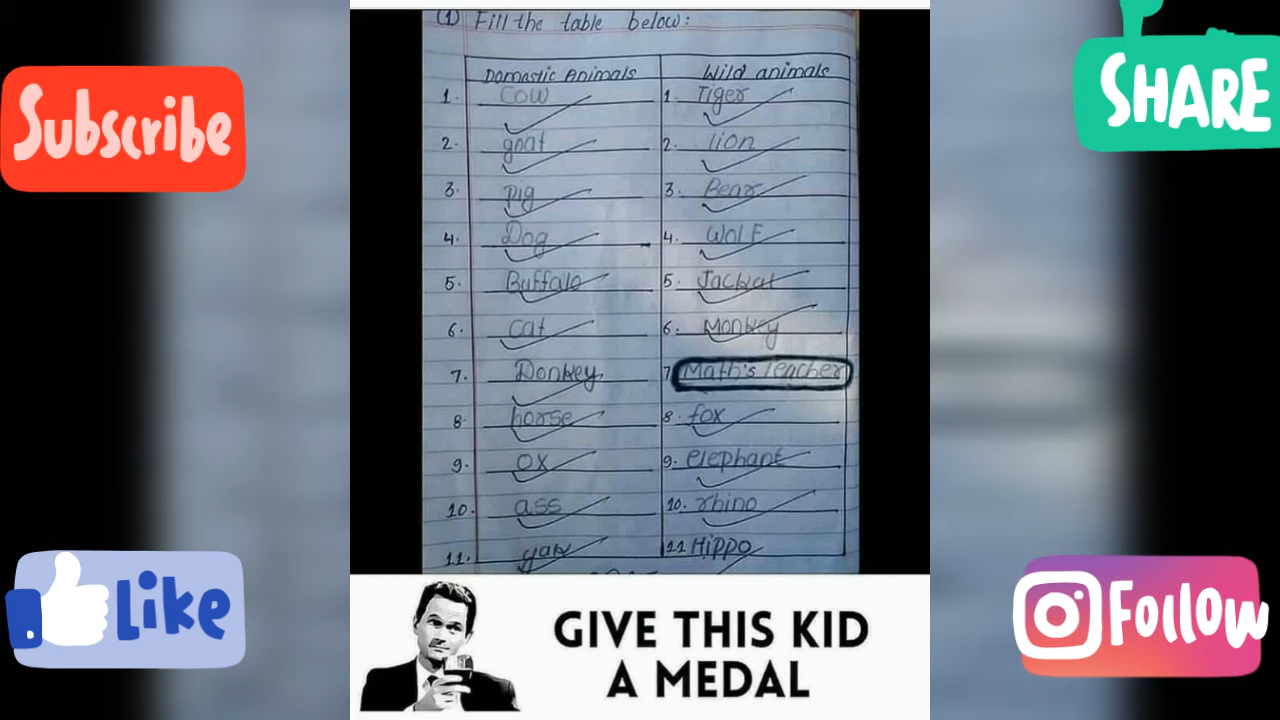 (1) Fill the table below:
Domastic Animals Wild animals
1. Cow 1. Tiger
2. goat 2. lion
3. pig 3. Bear
4. Dog 4. Wolf
5. Buffalo 5. Jackal
6. cat 6. Monkey
7. Donkey 7 Math's Teacher
8. horse 8. fox
9. ox 9. elephant
10. ass 10. rhino
11. yak 11 Hippo
Subscribe
SHARE
Like
Follow
GIVE THIS KID
A MEDAL